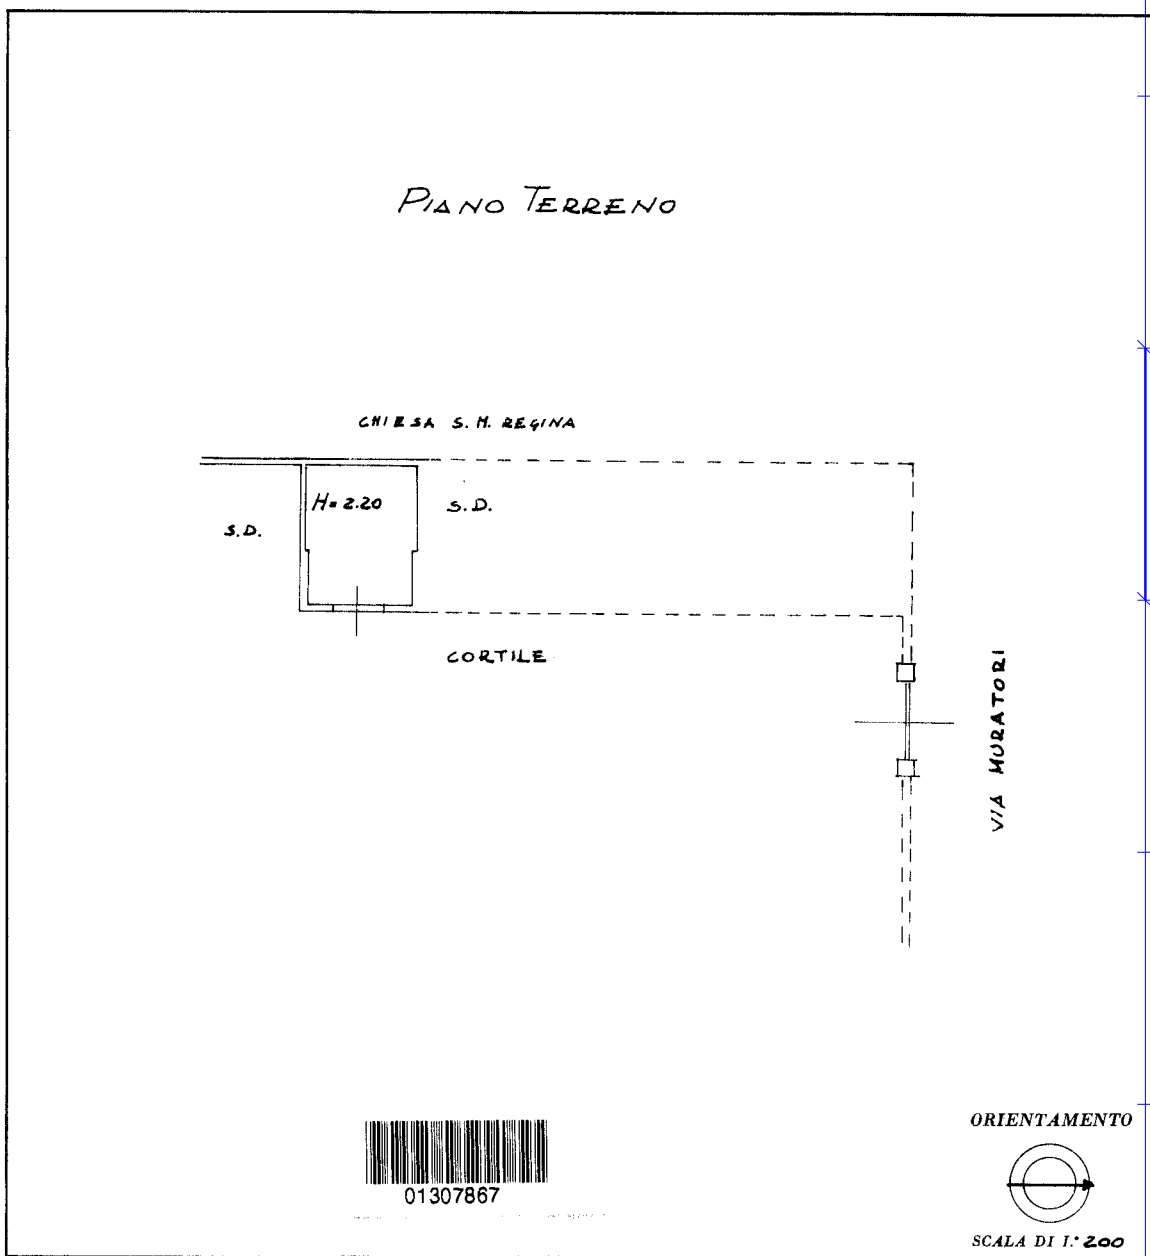 PIANO TERRENO
CHIESA S. M. REGINA
H=2.20
S.D.
S.D.
CORTILE
VIA MURATORI
01307867
ORIENTAMENTO
SCALA DI 1:200